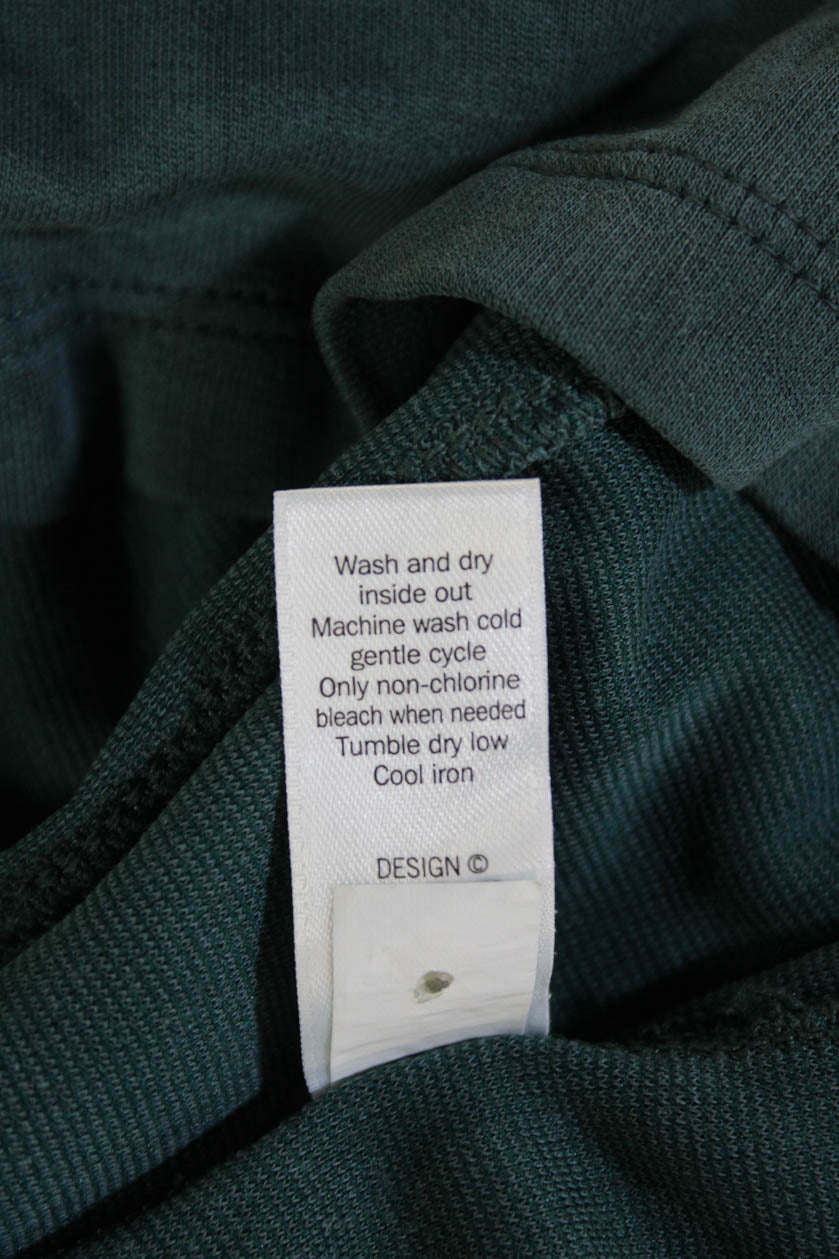 Wash and dry
inside out
Machine wash cold
gentle cycle
Only non-chlorine
bleach when needed
Tumble dry low
Cool iron
DESIGN ©